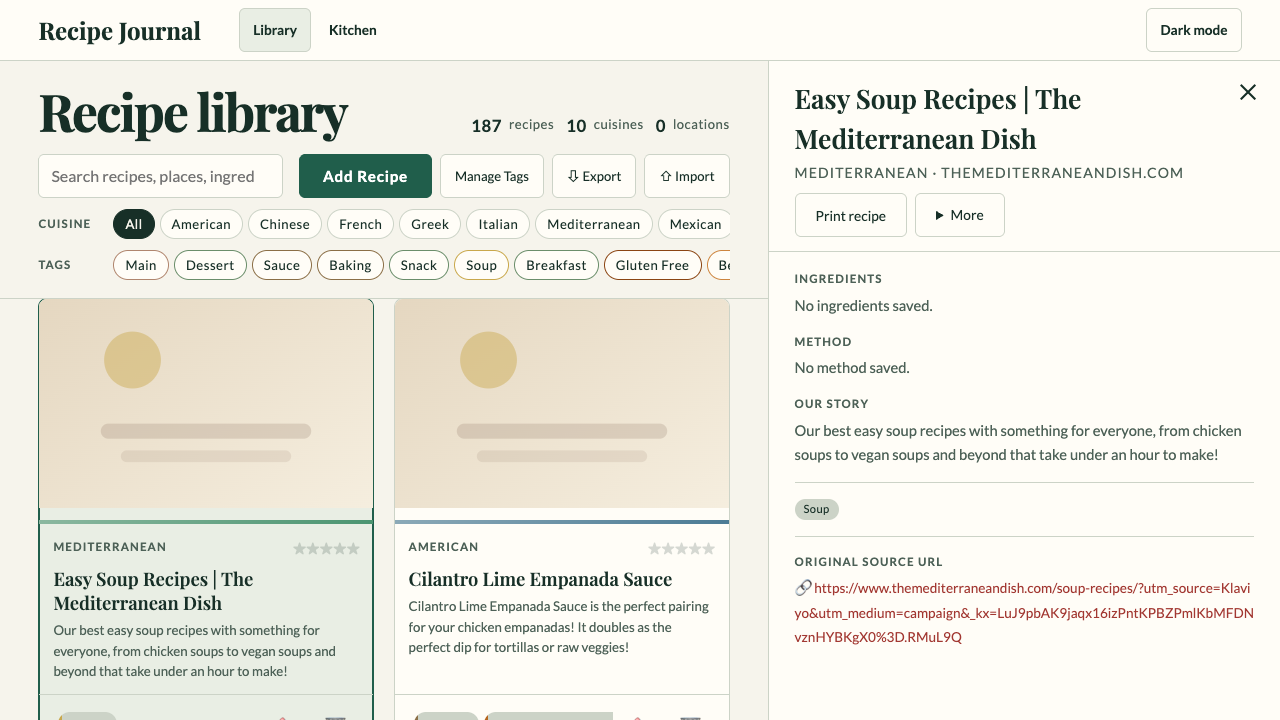 Recipe Journal
Library
Kitchen
Dark mode
Recipe library
187 recipes 10 cuisines 0 locations
Search recipes, places, ingred
Add Recipe
Manage Tags
⇩ Export
⇧ Import
CUISINE
All
American
Chinese
French
Greek
Italian
Mediterranean
Mexican
TAGS
Main
Dessert
Sauce
Baking
Snack
Soup
Breakfast
Gluten Free
Be
MEDITERRANEAN
★★★★★
Easy Soup Recipes | The
Mediterranean Dish
Our best easy soup recipes with something for
everyone, from chicken soups to vegan soups and
beyond that take under an hour to make!
AMERICAN
★★★★★
Cilantro Lime Empanada Sauce
Cilantro Lime Empanada Sauce is the perfect pairing
for your chicken empanadas! It doubles as the
perfect dip for tortillas or raw veggies!
Easy Soup Recipes | The
Mediterranean Dish
MEDITERRANEAN · THEMEDITERRANEANDISH.COM
Print recipe
▶ More
INGREDIENTS
No ingredients saved.
METHOD
No method saved.
OUR STORY
Our best easy soup recipes with something for everyone, from chicken
soups to vegan soups and beyond that take under an hour to make!
Soup
ORIGINAL SOURCE URL
🔗 https://www.themediterraneandish.com/soup-recipes/?utm_source=Klavi
yo&utm_medium=campaign&_kx=LuJ9pbAK9jaqx16izPntKPBZPmlKbMFDN
vznHYBKgX0%3D.RMuL9Q